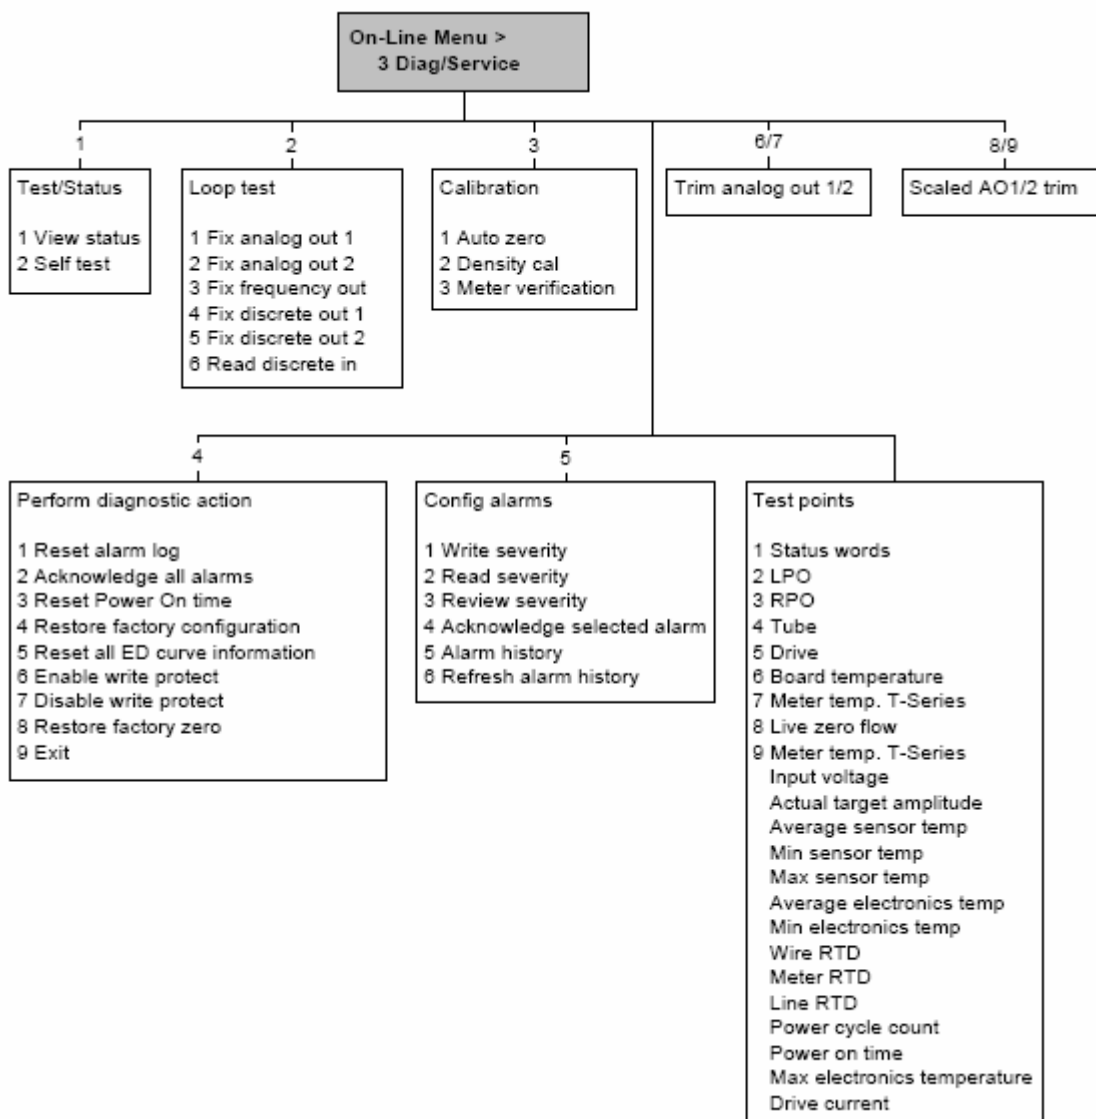 On-Line Menu >
3 Diag/Service
1
2
3
6/7
8/9
Test/Status
1 View status
2 Self test
Loop test
1 Fix analog out 1
2 Fix analog out 2
3 Fix frequency out
4 Fix discrete out 1
5 Fix discrete out 2
6 Read discrete in
Calibration
1 Auto zero
2 Density cal
3 Meter verification
Trim analog out 1/2
Scaled AO1/2 trim
4
5
Perform diagnostic action
1 Reset alarm log
2 Acknowledge all alarms
3 Reset Power On time
4 Restore factory configuration
5 Reset all ED curve information
6 Enable write protect
7 Disable write protect
8 Restore factory zero
9 Exit
Config alarms
1 Write severity
2 Read severity
3 Review severity
4 Acknowledge selected alarm
5 Alarm history
6 Refresh alarm history
Test points
1 Status words
2 LPO
3 RPO
4 Tube
5 Drive
6 Board temperature
7 Meter temp. T-Series
8 Live zero flow
9 Meter temp. T-Series
Input voltage
Actual target amplitude
Average sensor temp
Min sensor temp
Max sensor temp
Average electronics temp
Min electronics temp
Wire RTD
Meter RTD
Line RTD
Power cycle count
Power on time
Max electronics temperature
Drive current